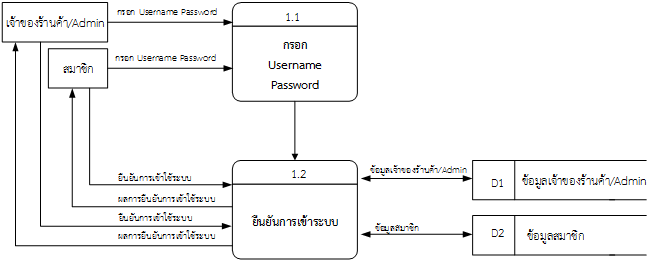 เจ้าของร้านค้า/Admin
กรอก Username Password
1.1
กรอก
Username
Password
สมาชิก
กรอก Username Password
1.2
ยืนยันการเข้าระบบ
ยืนยันการเข้าใช้ระบบ
ผลการยืนยันการเข้าใช้ระบบ
ยืนยันการเข้าใช้ระบบ
ผลการยืนยันการเข้าใช้ระบบ
ข้อมูลเจ้าของร้านค้า/Admin
D1
ข้อมูลเจ้าของร้านค้า/Admin
ข้อมูลสมาชิก
D2
ข้อมูลสมาชิก